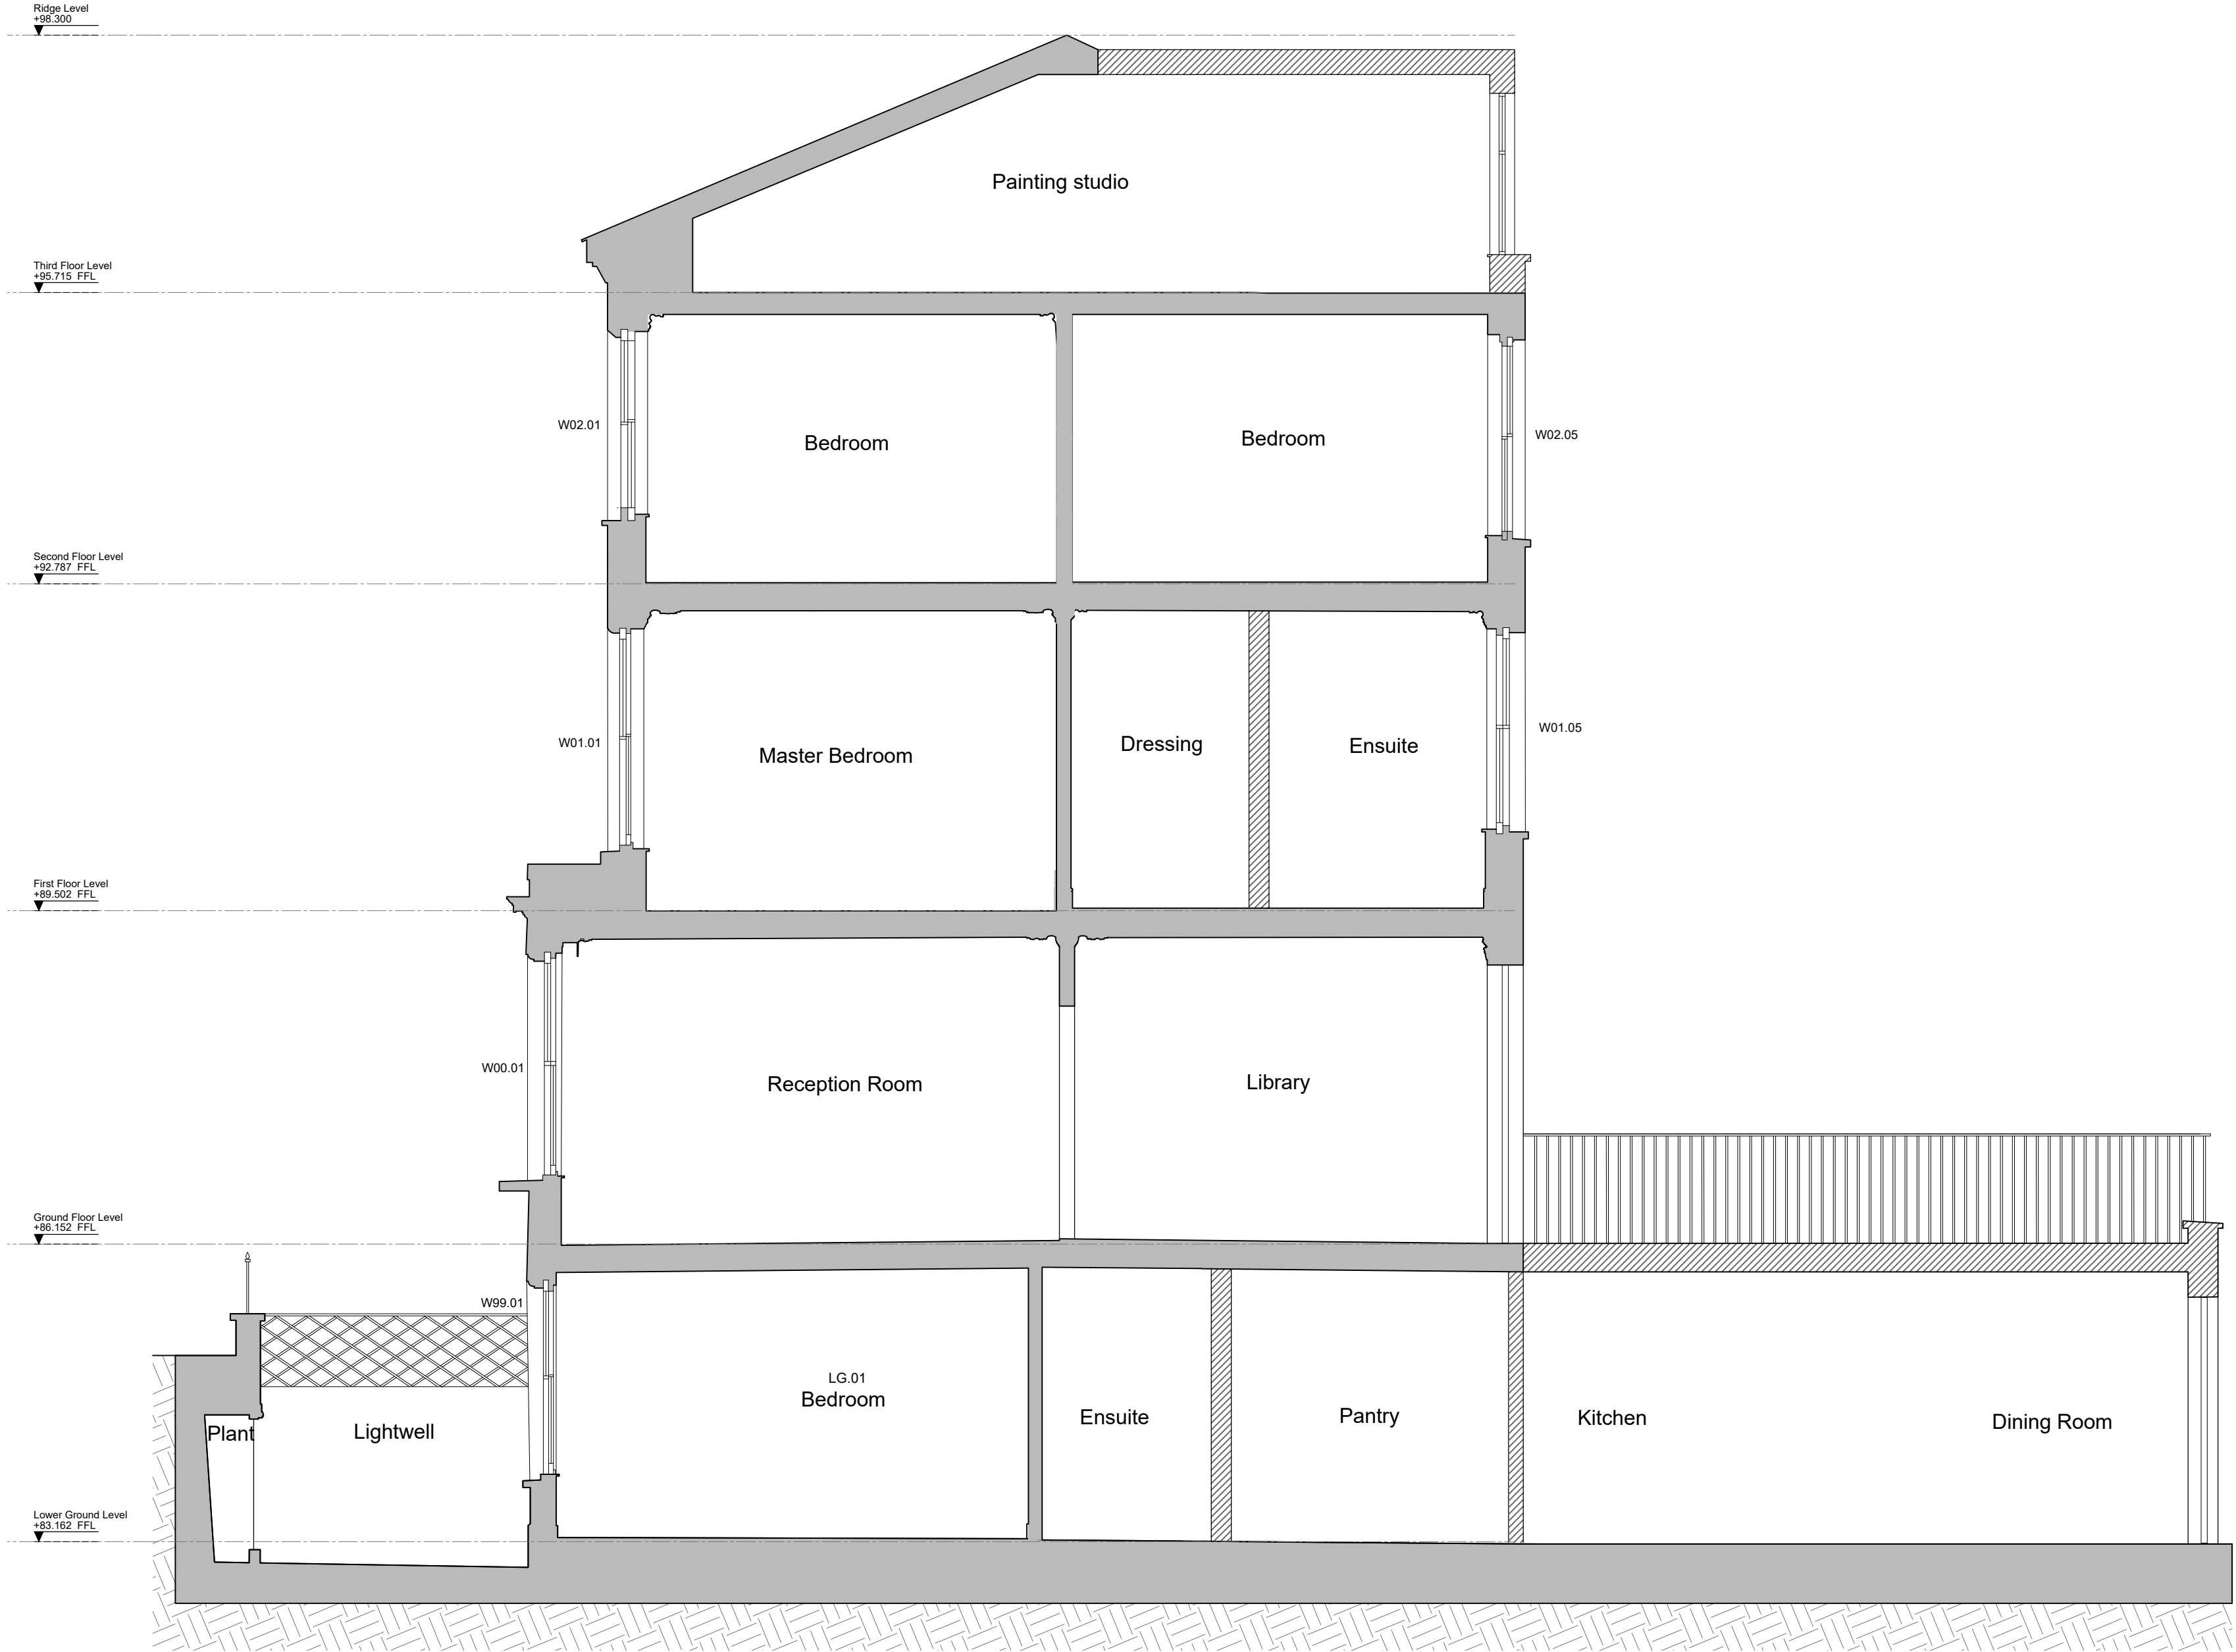 Ridge Level
+98.300
Painting studio
Third Floor Level
+95.715 FFL
W02.01
Bedroom
Bedroom
W02.05
Second Floor Level
+92.787 FFL
W01.01
Master Bedroom
Dressing
Ensuite
W01.05
First Floor Level
+89.502 FFL
W00.01
Reception Room
Library
Ground Floor Level
+86.152 FFL
W99.01
LG.01
Bedroom
Plant
Lightwell
Ensuite
Pantry
Kitchen
Dining Room
Lower Ground Level
+83.162 FFL